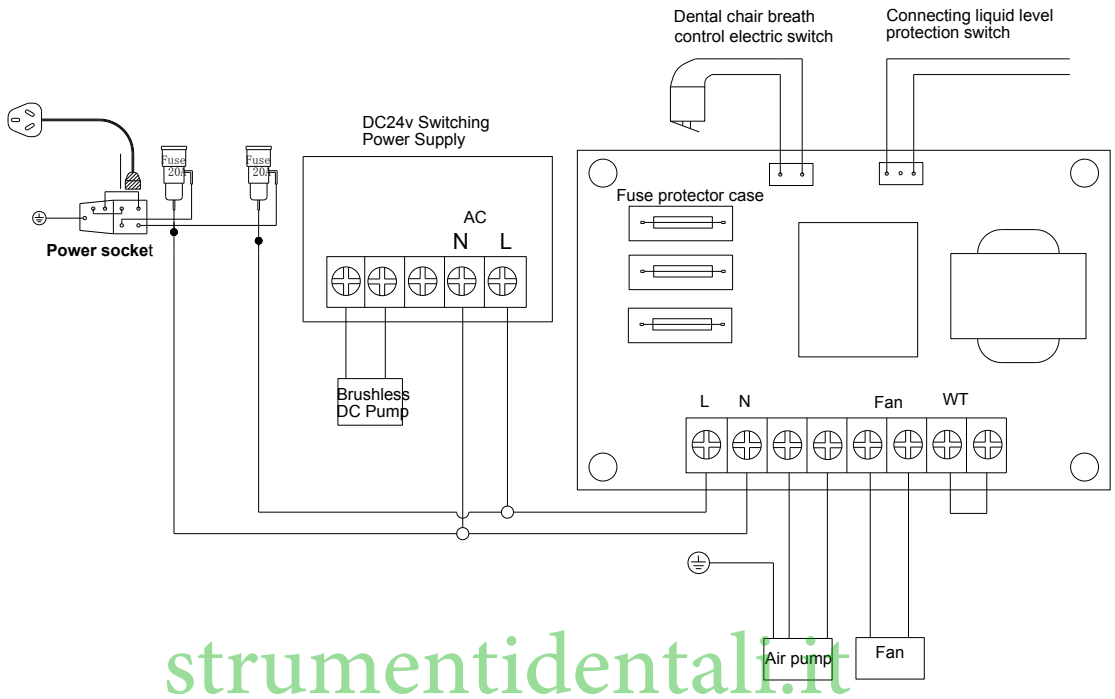 Dental chair breath
control electric switch
Connecting liquid level
protection switch
DC24v Switching
Power Supply
Fuse
20A
Fuse
20A
Power socket
AC
N L
Brushless
DC Pump
Fuse protector case
L N Fan WT
Air pump
Fan
strumentidentali.it